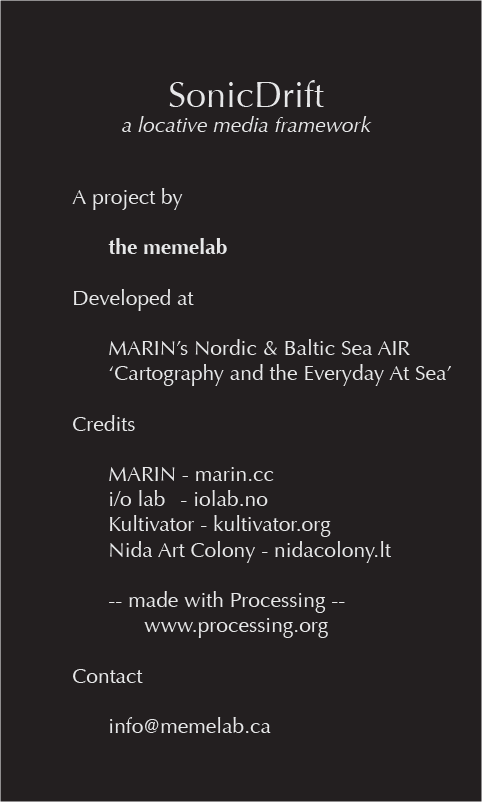 SonicDrift
a locative media framework
A project by
the memelab
Developed at
MARIN’s Nordic & Baltic Sea AIR
‘Cartography and the Everyday At Sea’
Credits
MARIN - marin.cc
i/o lab - iolab.no
Kultivator - kultivator.org
Nida Art Colony - nidacolony.lt
-- made with Processing --
www.processing.org
Contact
info@memelab.ca